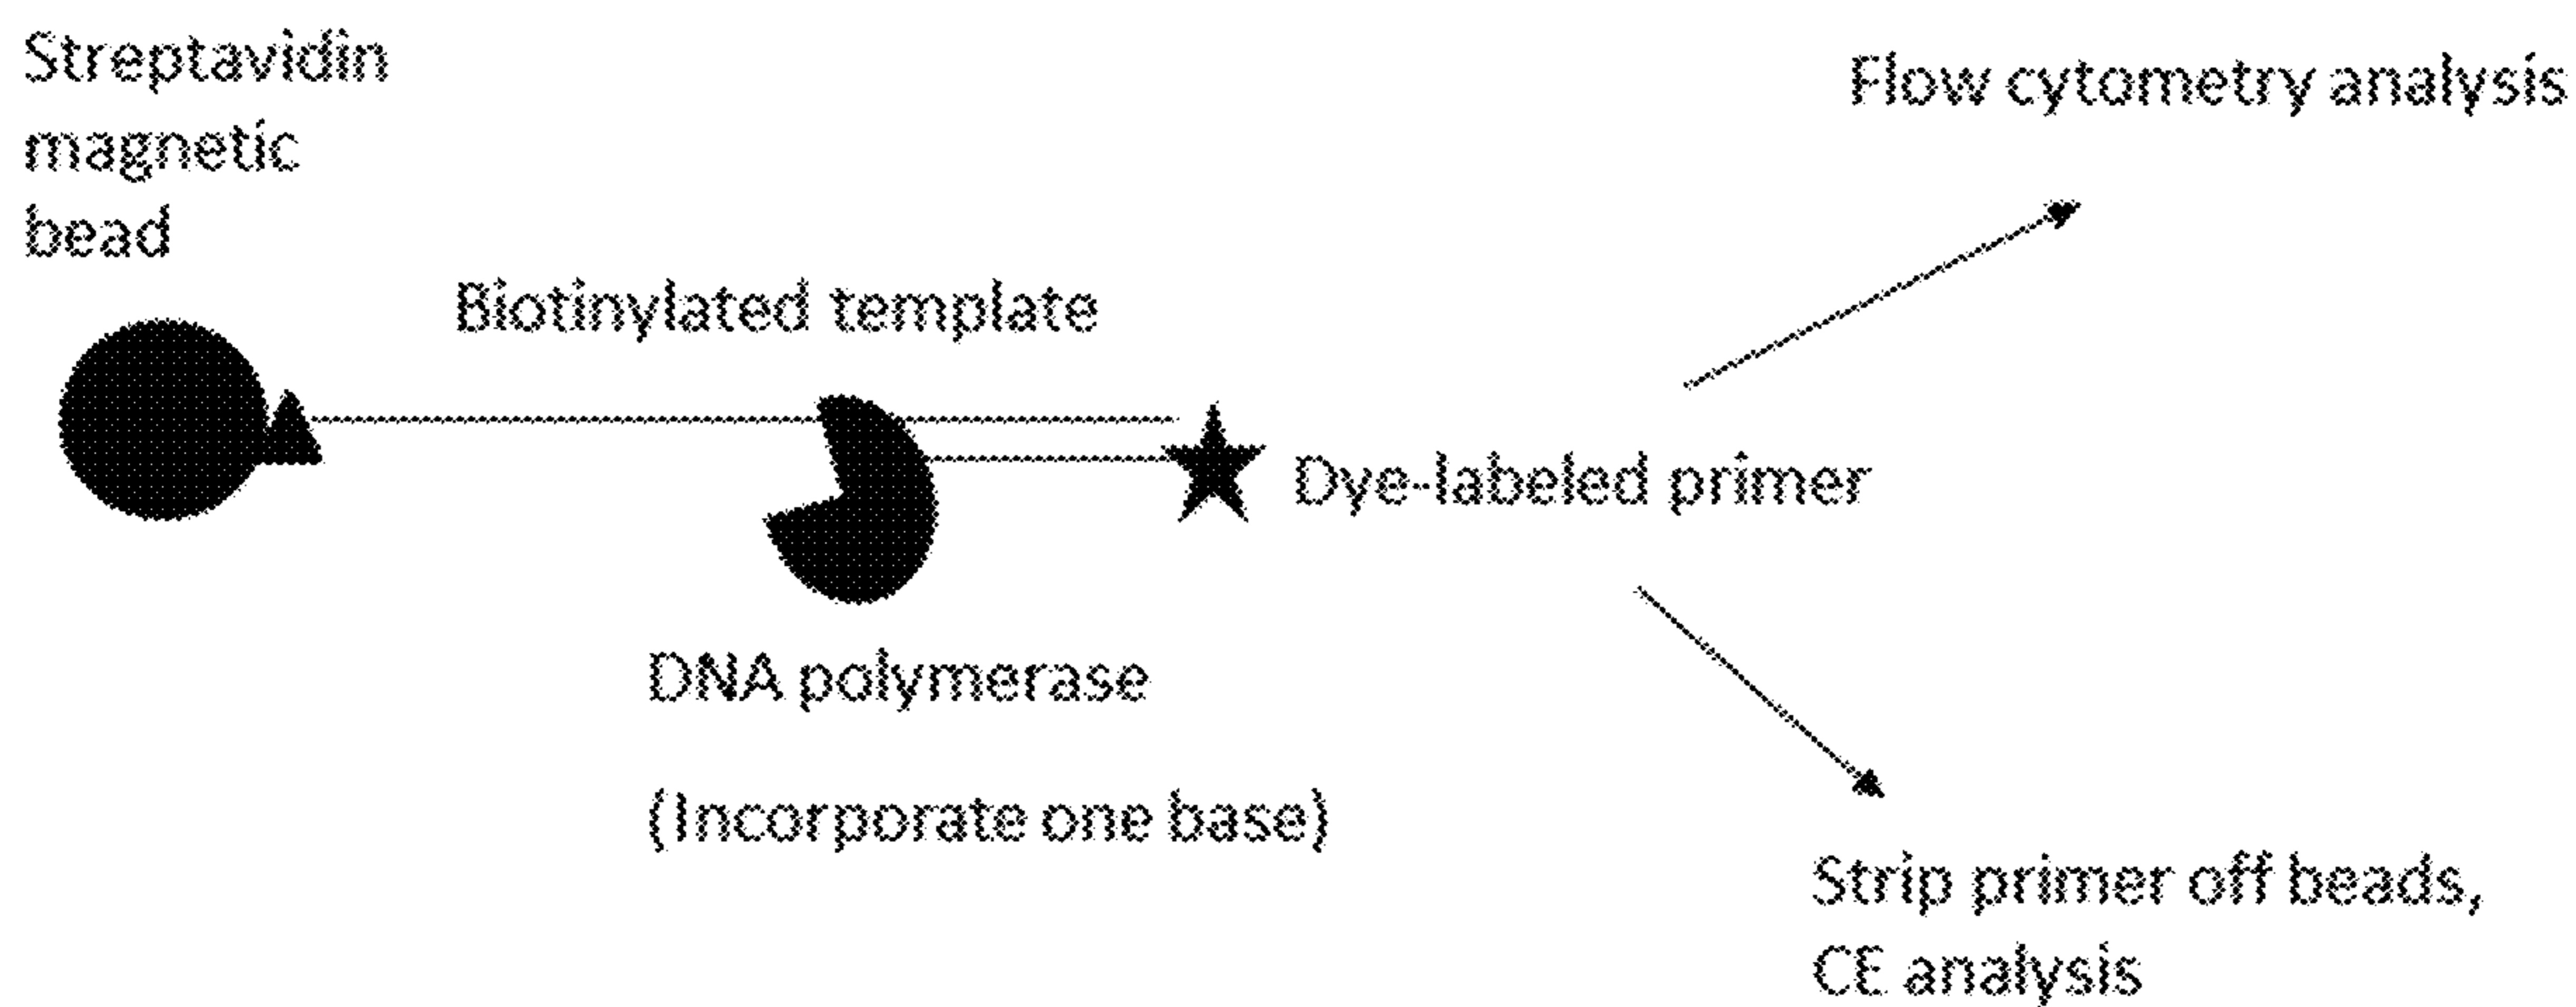 Streptavidin
magnetic
bead
Biotinylated template
Flow cytometry analysis
Dye-labeled primer
DNA polymerase
(Incorporate one base)
Strip primer off beads,
CE analysis